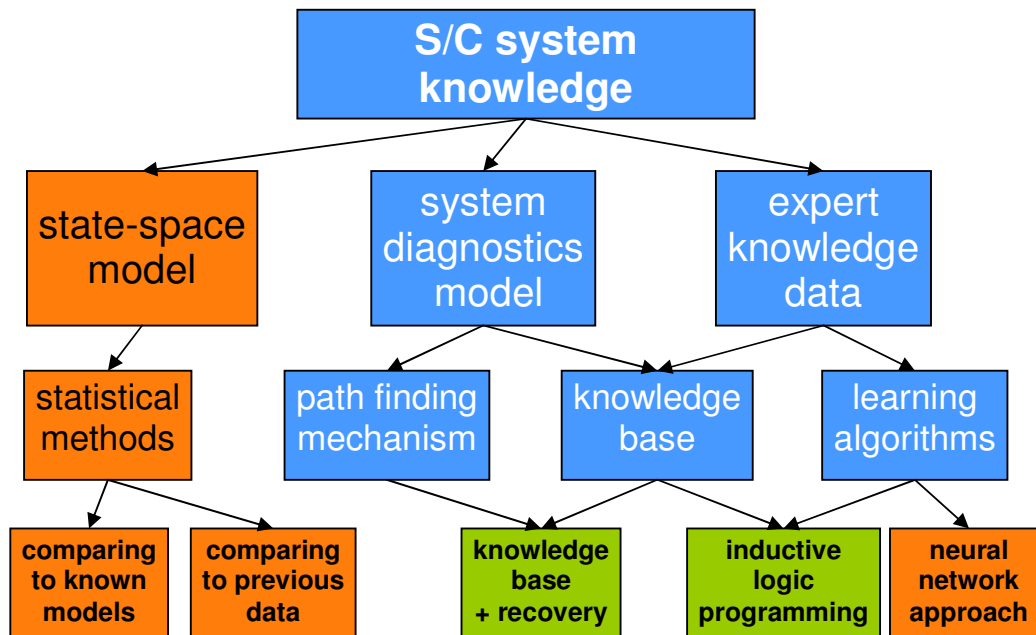 S/C system
knowledge
state-space
model
system
diagnostics
model
expert
knowledge
data
statistical
methods
path finding
mechanism
knowledge
base
learning
algorithms
comparing
to known
models
comparing
to previous
data
knowledge
base
+ recovery
inductive
logic
programming
neural
network
approach